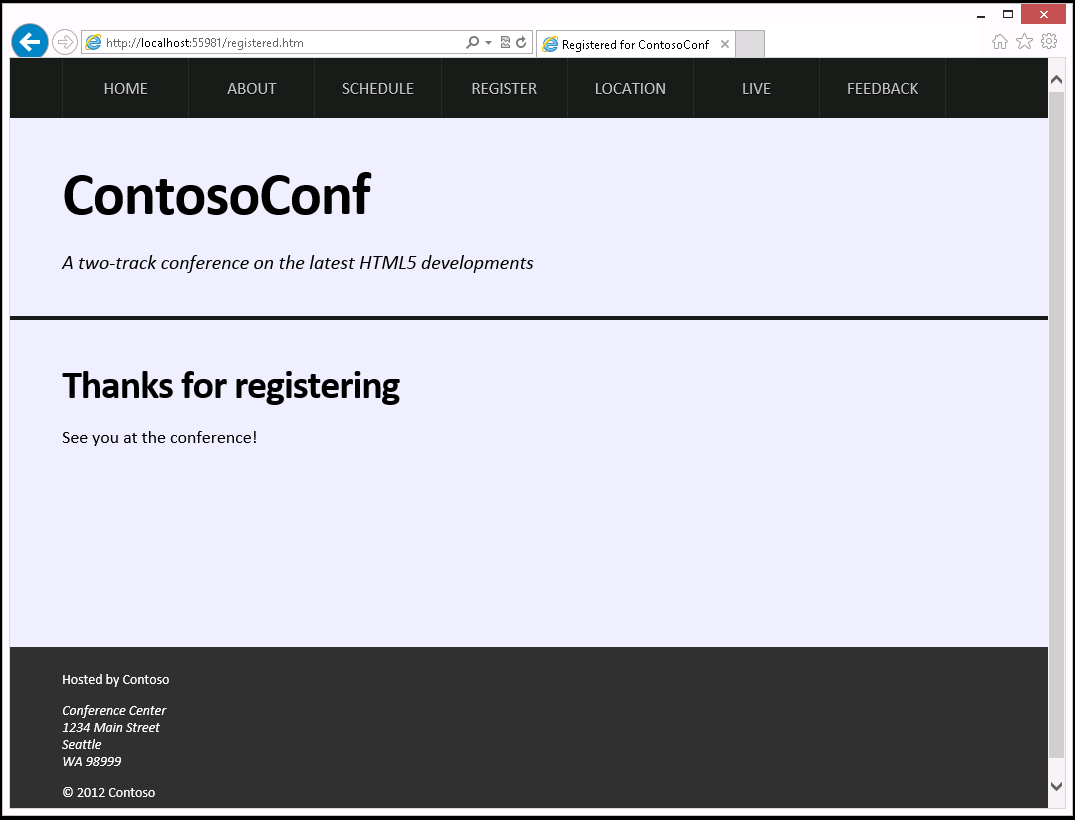 http://localhost:55981/registered.htm
Registered for ContosoConf
HOME ABOUT SCHEDULE REGISTER LOCATION LIVE FEEDBACK
ContosoConf
A two-track conference on the latest HTML5 developments
Thanks for registering
See you at the conference!
Hosted by Contoso
Conference Center
1234 Main Street
Seattle
WA 98999
© 2012 Contoso